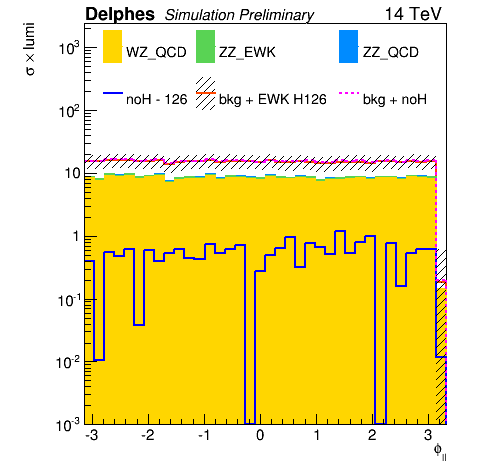 Delphes Simulation Preliminary 14 TeV
σ × lumi
WZ_QCD ZZ_EWK ZZ_QCD
noH - 126 bkg + EWK H126 bkg + noH
10³
10²
10
1
10⁻¹
10⁻²
10⁻³
-3 -2 -1 0 1 2 3
ϕ_||